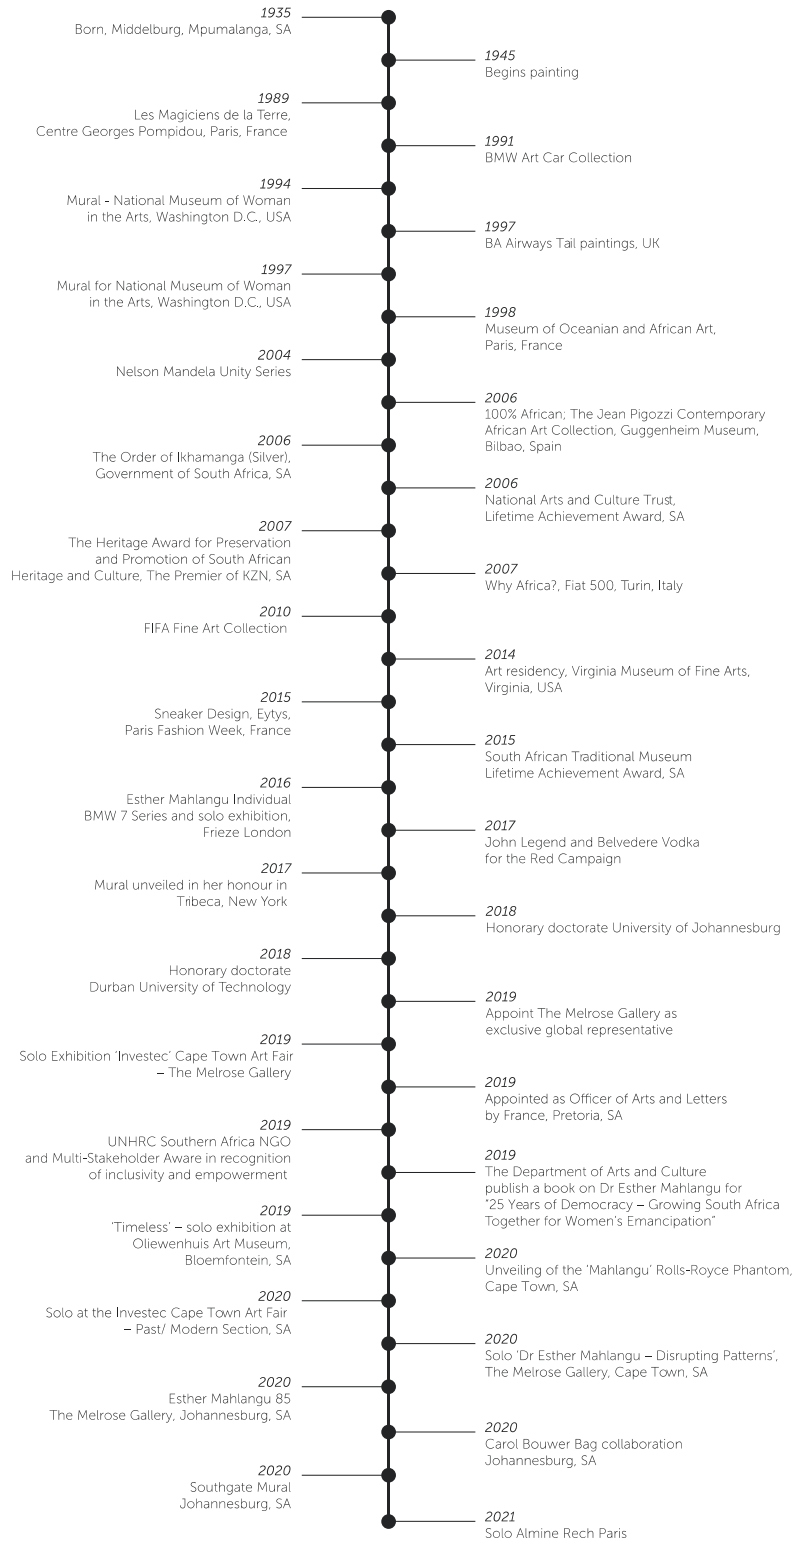 1935
Born, Middelburg, Mpumalanga, SA
1945
Begins painting
1989
Les Magiciens de la Terre,
Centre Georges Pompidou, Paris, France
1991
BMW Art Car Collection
1994
Mural - National Museum of Woman
in the Arts, Washington D.C., USA
1997
BA Airways Tail paintings, UK
1997
Mural for National Museum of Woman
in the Arts, Washington D.C., USA
1998
Museum of Oceanian and African Art,
Paris, France
2004
Nelson Mandela Unity Series
2006
100% African; The Jean Pigozzi Contemporary
African Art Collection, Guggenheim Museum,
Bilbao, Spain
2006
The Order of Ikhamanga (Silver),
Government of South Africa, SA
2006
National Arts and Culture Trust,
Lifetime Achievement Award, SA
2007
The Heritage Award for Preservation
and Promotion of South African
Heritage and Culture, The Premier of KZN, SA
2007
Why Africa?, Fiat 500, Turin, Italy
2010
FIFA Fine Art Collection
2014
Art residency, Virginia Museum of Fine Arts,
Virginia, USA
2015
Sneaker Design, Eytys,
Paris Fashion Week, France
2015
South African Traditional Museum
Lifetime Achievement Award, SA
2016
Esther Mahlangu Individual
BMW 7 Series and solo exhibition,
Frieze London
2017
John Legend and Belvedere Vodka
for the Red Campaign
2017
Mural unveiled in her honour in
Tribeca, New York
2018
Honorary doctorate University of Johannesburg
2018
Honorary doctorate
Durban University of Technology
2019
Appoint The Melrose Gallery as
exclusive global representative
2019
Solo Exhibition 'Investec' Cape Town Art Fair
– The Melrose Gallery
2019
Appointed as Officer of Arts and Letters
by France, Pretoria, SA
2019
UNHRC Southern Africa NGO
and Multi-Stakeholder Aware in recognition
of inclusivity and empowerment
2019
The Department of Arts and Culture
publish a book on Dr Esther Mahlangu for
"25 Years of Democracy – Growing South Africa
Together for Women's Emancipation"
2019
'Timeless' – solo exhibition at
Oliewenhuis Art Museum,
Bloemfontein, SA
2020
Unveiling of the 'Mahlangu' Rolls-Royce Phantom,
Cape Town, SA
2020
Solo at the Investec Cape Town Art Fair
– Past/ Modern Section, SA
2020
Solo 'Dr Esther Mahlangu – Disrupting Patterns',
The Melrose Gallery, Cape Town, SA
2020
Esther Mahlangu 85
The Melrose Gallery, Johannesburg, SA
2020
Carol Bouwer Bag collaboration
Johannesburg, SA
2020
Southgate Mural
Johannesburg, SA
2021
Solo Almine Rech Paris